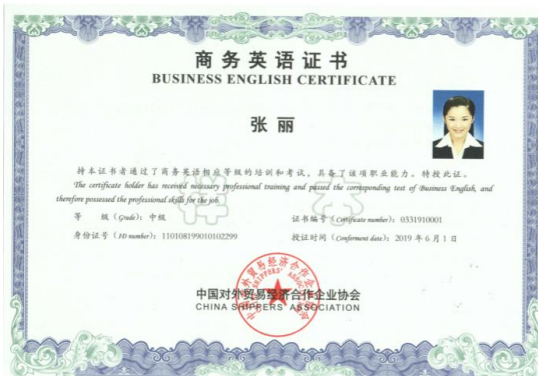 商务英语证书
BUSINESS ENGLISH CERTIFICATE
张丽
持本证书者通过了商务英语相应等级的培训和考试,具备了该项职业能力。特授此证。
The certificate holder has received necessary professional training and passed the corresponding test of Business English, and
therefore possessed the professional skills for the job.
等 级 (Grade): 中级
证书编号 (Certificate number): 0331910001
身份证号 (ID number): 110108199010102299
授证时间 (Conferment date): 2019 年 6 月 1 日
样 本
中国对外贸易经济合作企业协会
CHINA SHIPPERS' ASSOCIATION